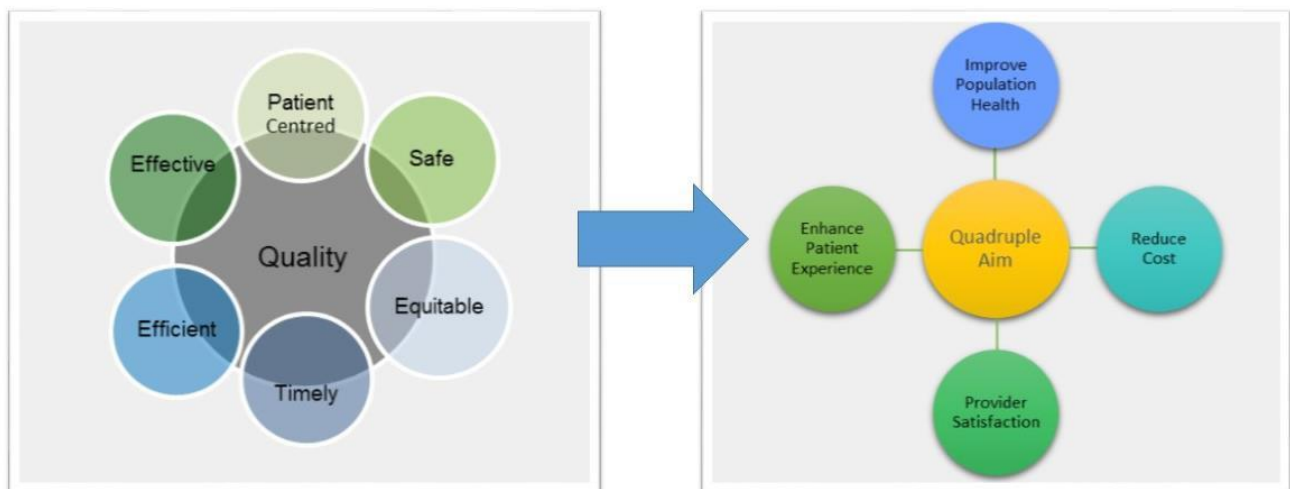 Patient
Centred
Safe
Equitable
Timely
Efficient
Effective
Quality
Improve
Population
Health
Enhance
Patient
Experience
Quadruple
Aim
Reduce
Cost
Provider
Satisfaction